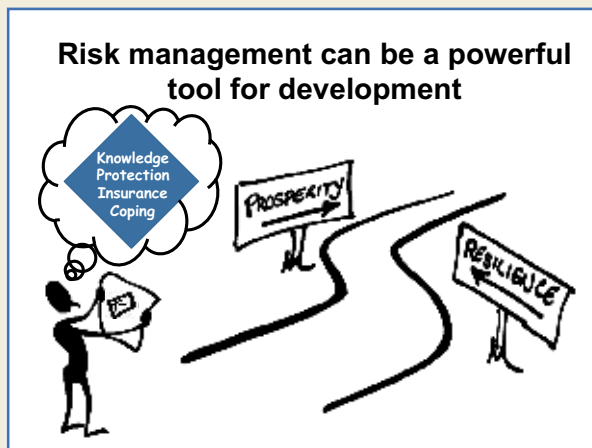 Risk management can be a powerful
tool for development
Knowledge
Protection
Insurance
Coping
PROSPERITY
RESILIENCE